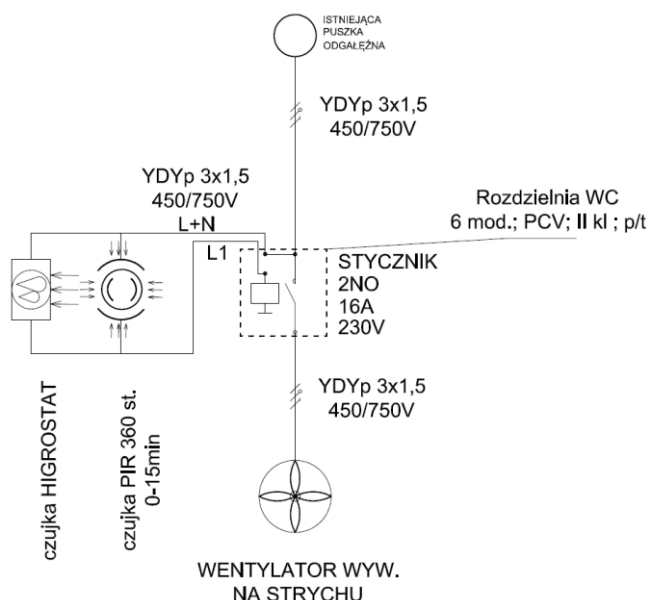 ISTNIEJĄCA
PUSZKA
ODGAŁĘŹNA
YDYp 3x1,5
450/750V
YDYp 3x1,5
450/750V
L+N
L1
Rozdzielnia WC
6 mod.; PCV; II kl ; p/t
STYCZNIK
2NO
16A
230V
YDYp 3x1,5
450/750V
czujka HIGROSTAT
czujka PIR 360 st.
0-15min
WENTYLATOR WYW.
NA STRYCHU